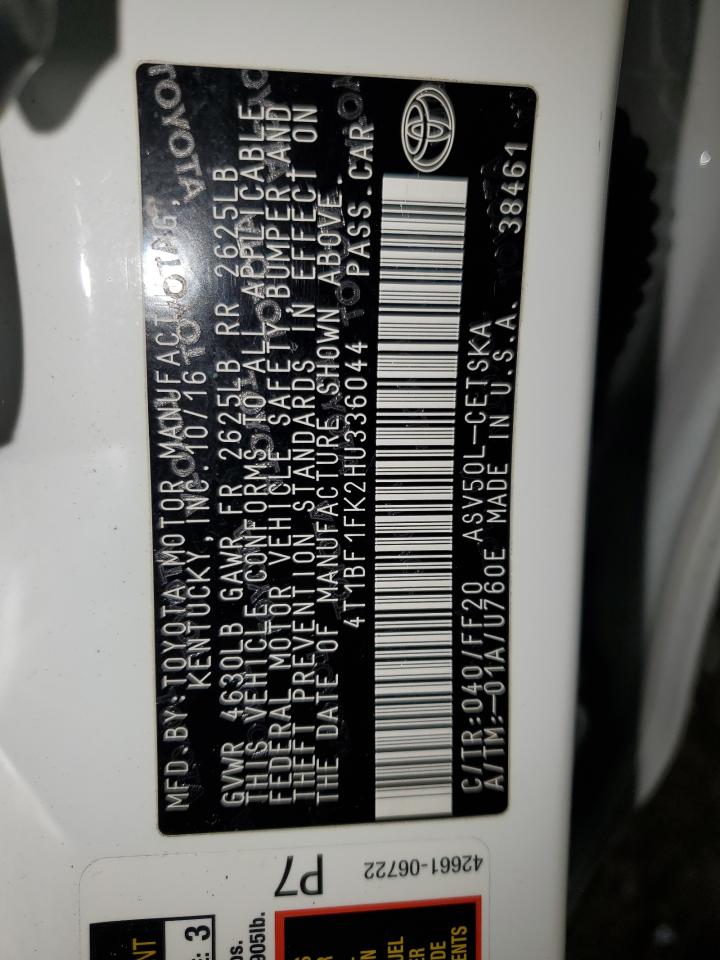 MFD.BY:TOYOTA MOTOR MANUFACTURING,
KENTUCKY, INC. 10/16
GVWR 4630LB GAWR FR 2625LB RR 2625LB
THIS VEHICLE CONFORMS TO ALL APPLICABLE
FEDERAL MOTOR VEHICLE SAFETY, BUMPER AND
THEFT PREVENTION STANDARDS IN EFFECT ON
THE DATE OF MANUFACTURE SHOWN ABOVE.
4T1BF1FK2HU336044 PASS.CAR
C/TR:040/FF20 ASV50L-CETSKA
A/TM:-01A/U760E MADE IN U.S.A. 38461
P7
42661-06722
3
905lb.